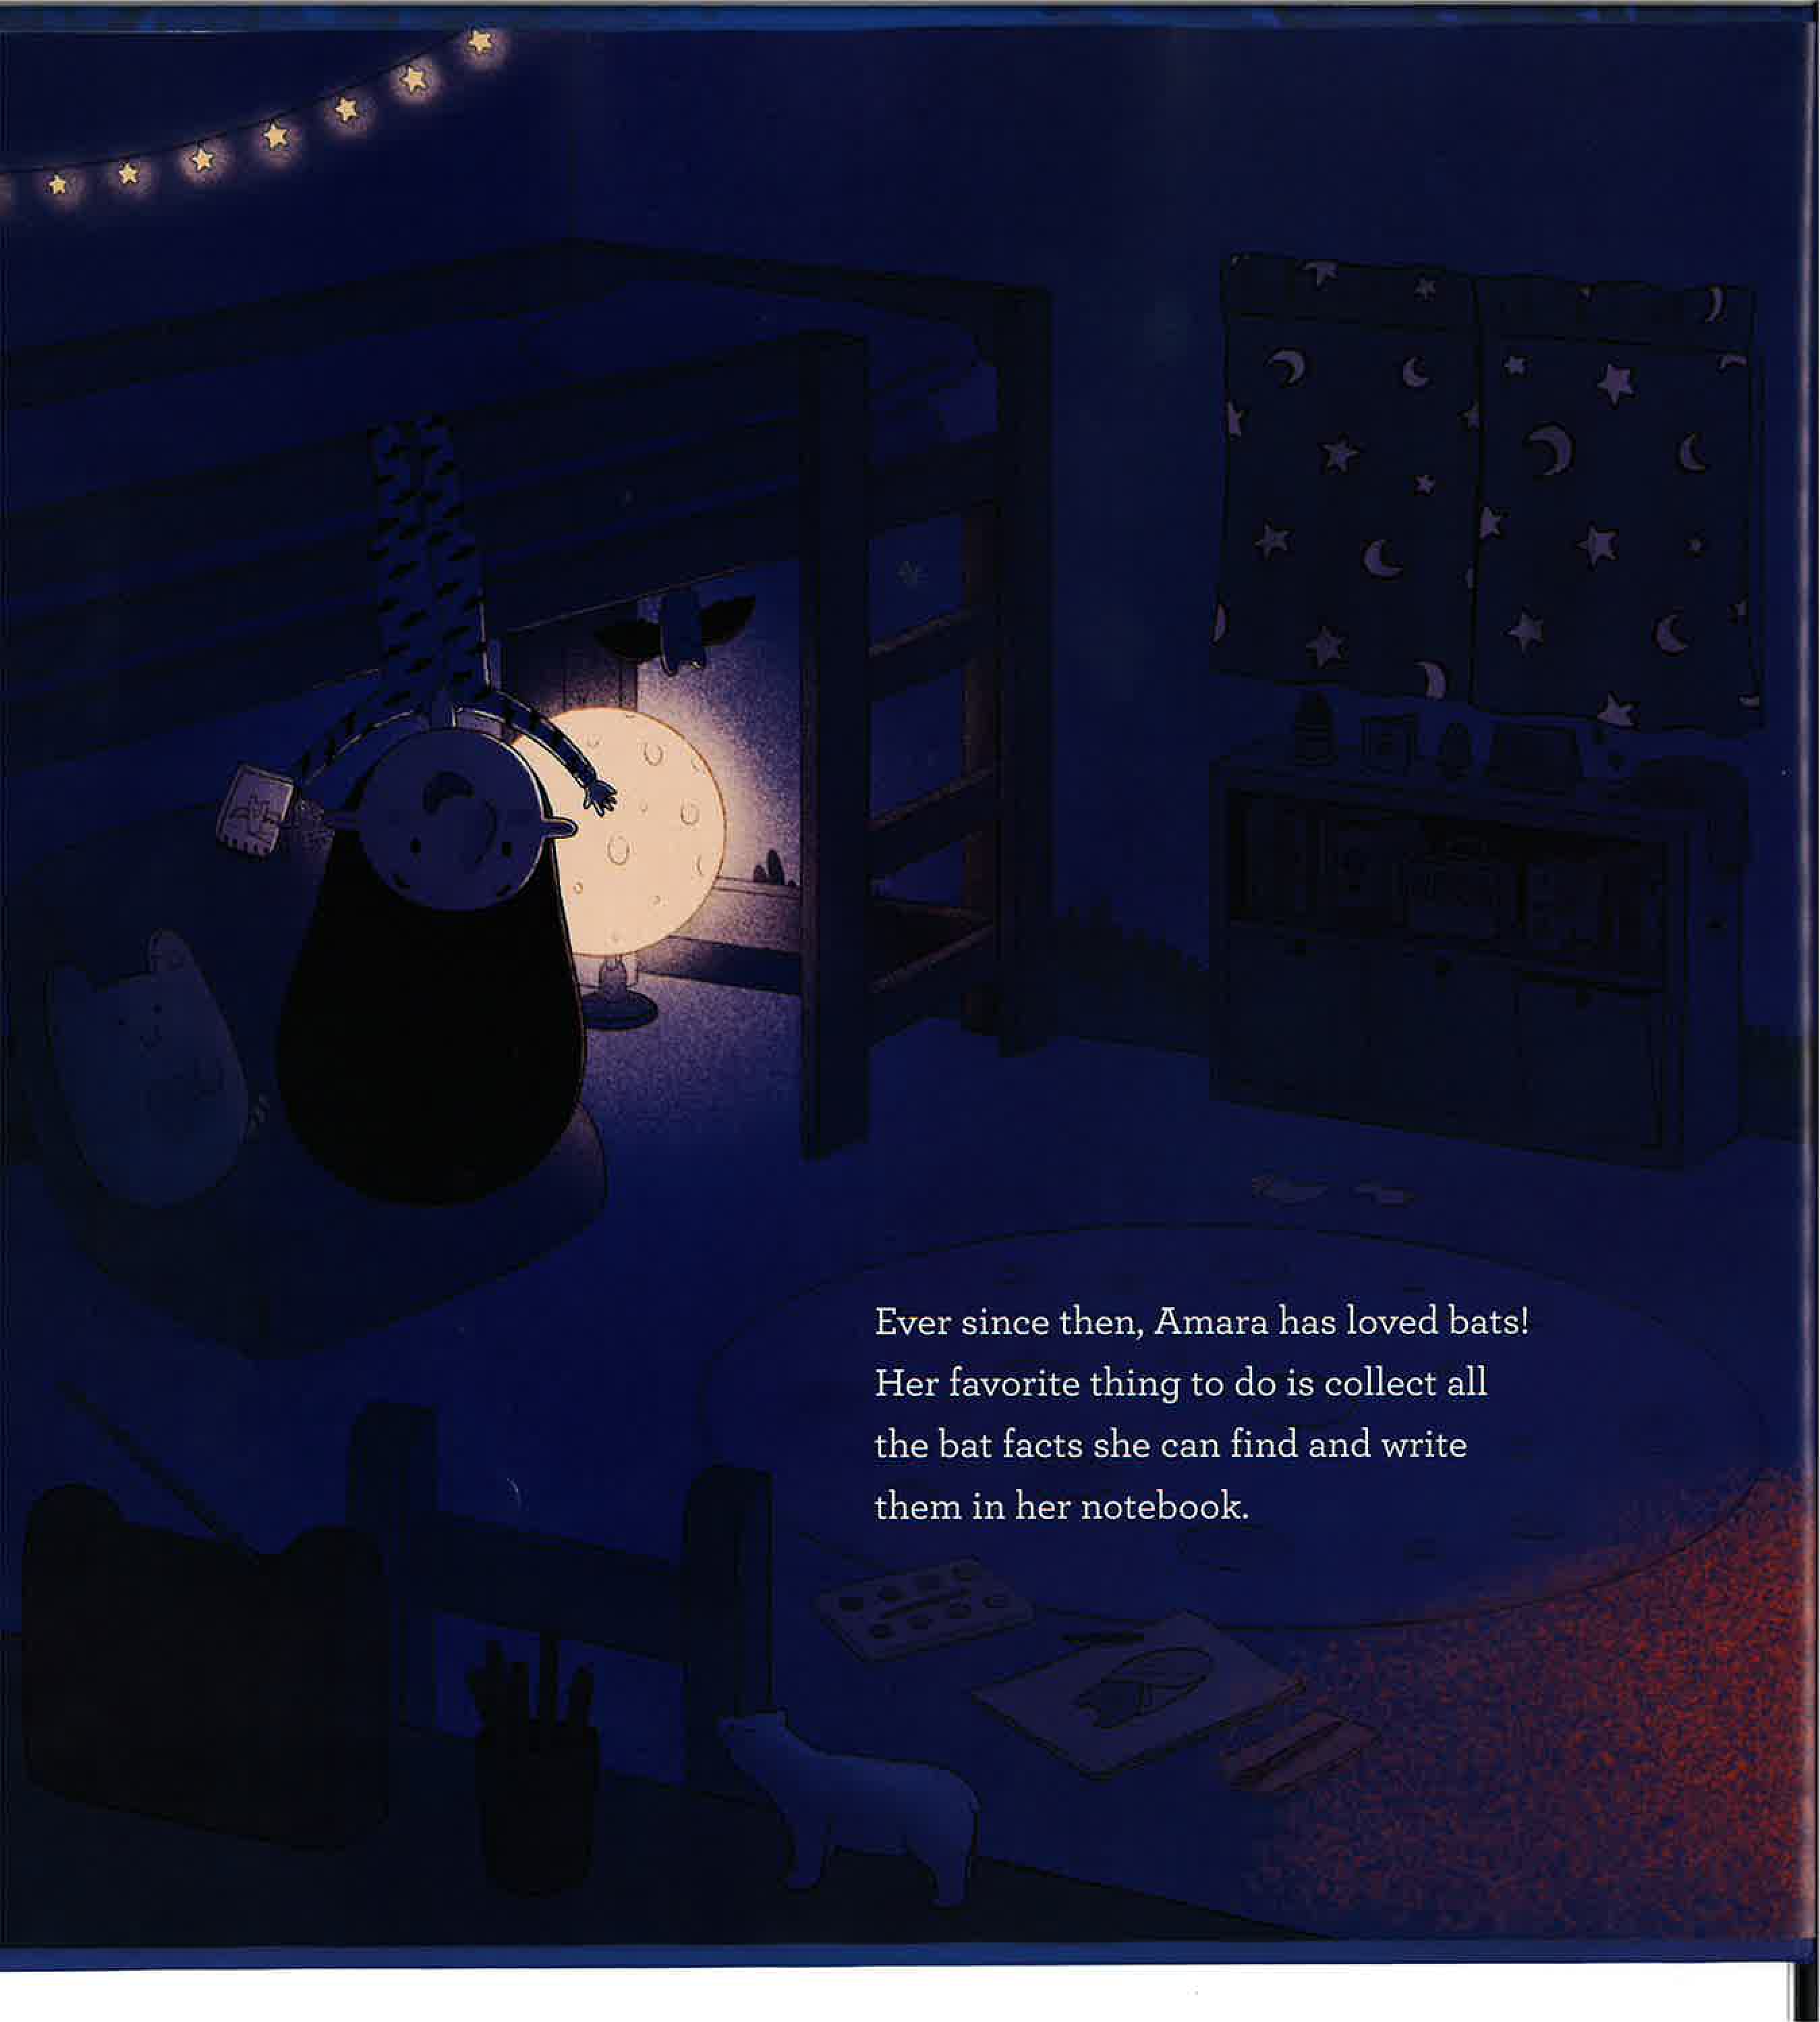 Ever since then, Amara has loved bats!
Her favorite thing to do is collect all
the bat facts she can find and write
them in her notebook.